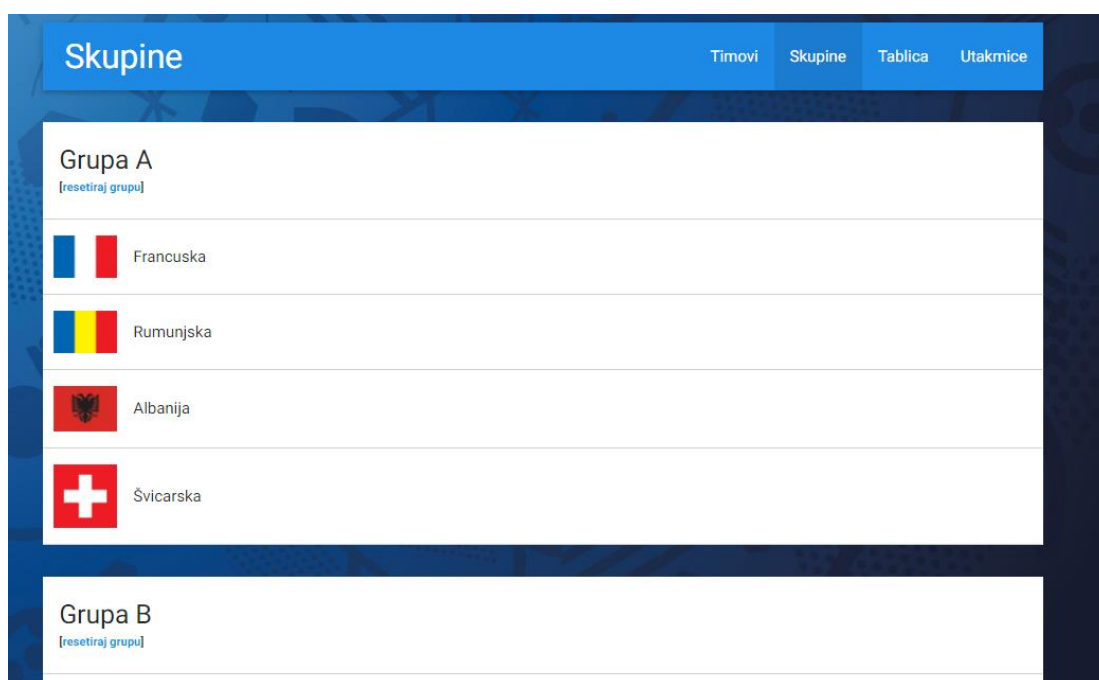 Skupine Timovi Skupine Tablica Utakmice
Grupa A
[resetiraj grupu]
Francuska
Rumunjska
Albanija
Švicarska
Grupa B
[resetiraj grupu]